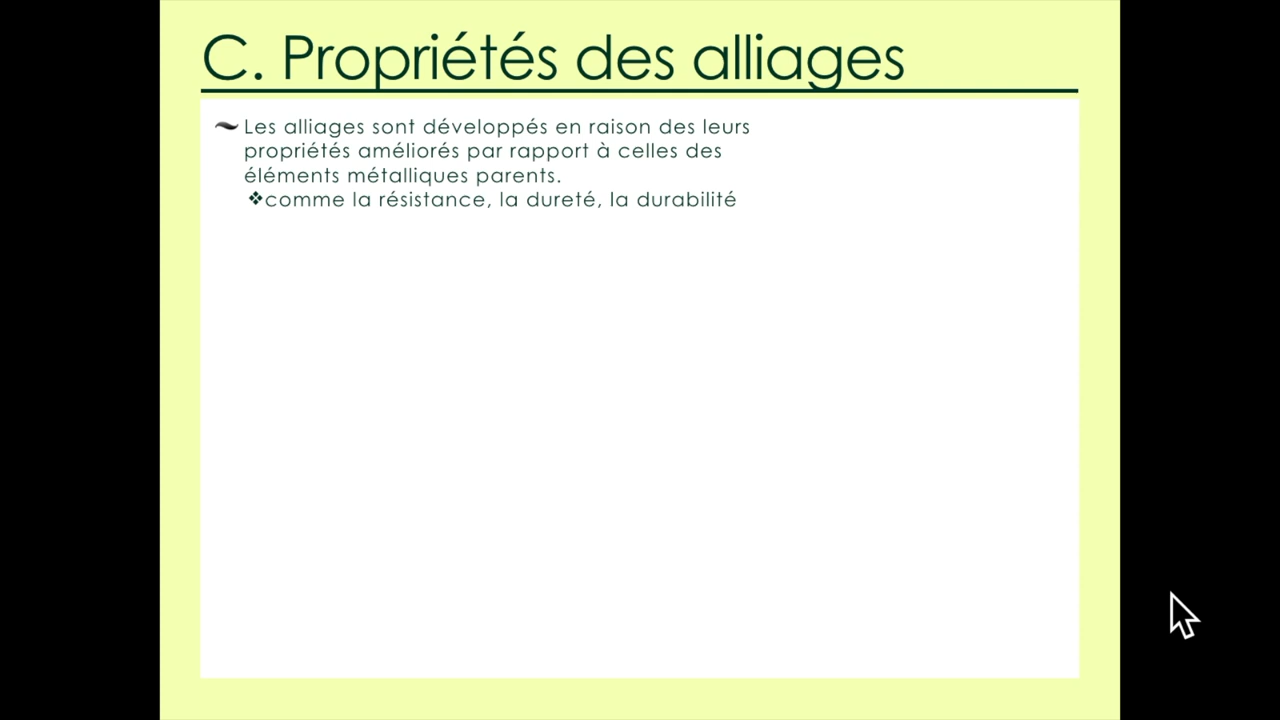 C. Propriétés des alliages
Les alliages sont développés en raison des leurs
propriétés améliorés par rapport à celles des
éléments métalliques parents.
❖comme la résistance, la dureté, la durabilité